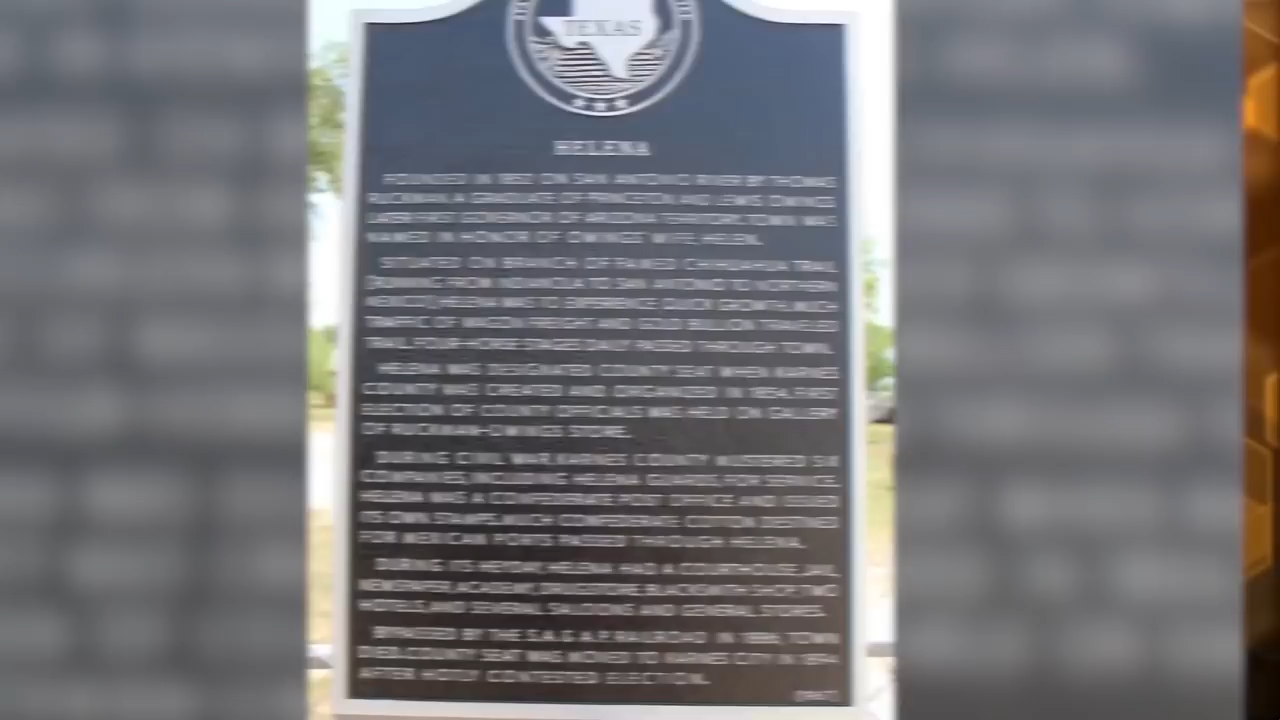 TEXAS
HELENA
FOUNDED IN 1852 ON SAN ANTONIO RIVER BY THOMAS
RUCKMAN, A GRADUATE OF PRINCETON AND LEWIS OWINGS
LATER FIRST GOVERNOR OF ARIZONA TERRITORY. TOWN WAS
NAMED IN HONOR OF OWINGS' WIFE, HELEN.
SITUATED ON BRANCH OF FAMED CHIHUAHUA TRAIL
(RUNNING FROM INDIANOLA TO SAN ANTONIO TO NORTHERN
MEXICO), HELENA WAS TO EXPERIENCE QUICK GROWTH. MUCH
TRAFFIC OF WAGON FREIGHT AND GOLD BULLION TRAVELED
TRAIL. FOUR-HORSE STAGES DAILY PASSED THROUGH TOWN.
HELENA WAS DESIGNATED COUNTY SEAT WHEN KARNES
COUNTY WAS CREATED AND ORGANIZED IN 1854. FIRST
ELECTION OF COUNTY OFFICIALS WAS HELD ON GALLERY
OF RUCKMAN-OWINGS STORE.
DURING CIVIL WAR, KARNES COUNTY MUSTERED SIX
COMPANIES, INCLUDING HELENA GUARDS, FOR SERVICE.
HELENA WAS A CONFEDERATE POST OFFICE AND ISSUED
ITS OWN STAMPS. MUCH CONFEDERATE COTTON DESTINED
FOR MEXICAN PORTS PASSED THROUGH HELENA.
DURING ITS HEYDAY, HELENA HAD A COURTHOUSE, JAIL,
NEWSPAPER, ACADEMY, DRUGSTORE, BLACKSMITH SHOP, TWO
HOTELS, AND SEVERAL SALOONS AND GENERAL STORES.
BYPASSED BY THE S.A. & A.P. RAILROAD IN 1886, TOWN
DIED. COUNTY SEAT WAS MOVED TO KARNES CITY IN 1894
AFTER HOTLY CONTESTED ELECTION.
(1967)